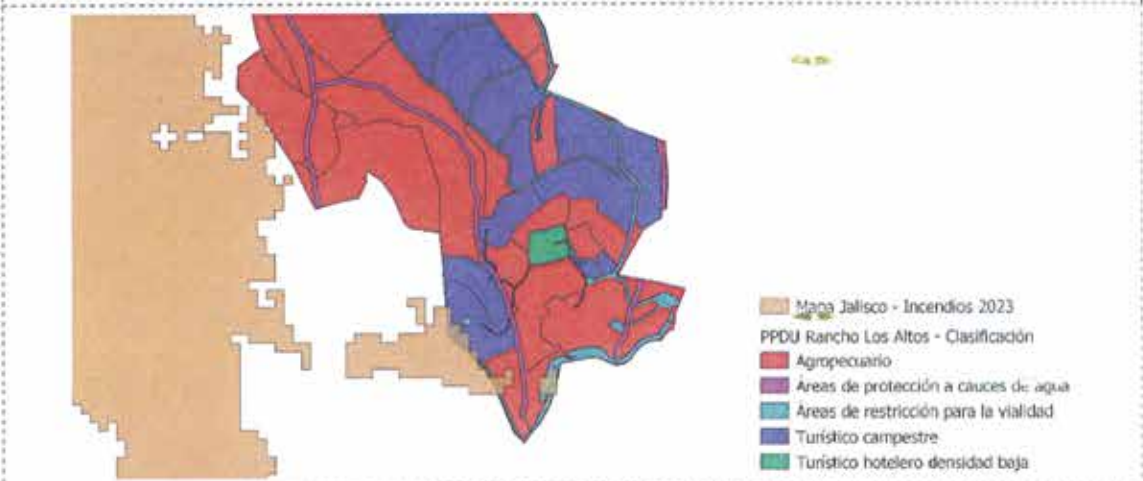 Mapa Jalisco - Incendios 2023
PPDU Rancho Los Altos - Clasificación
Agropecuario
Áreas de protección a cauces de agua
Áreas de restricción para la vialidad
Turístico campestre
Turístico hotelero densidad baja